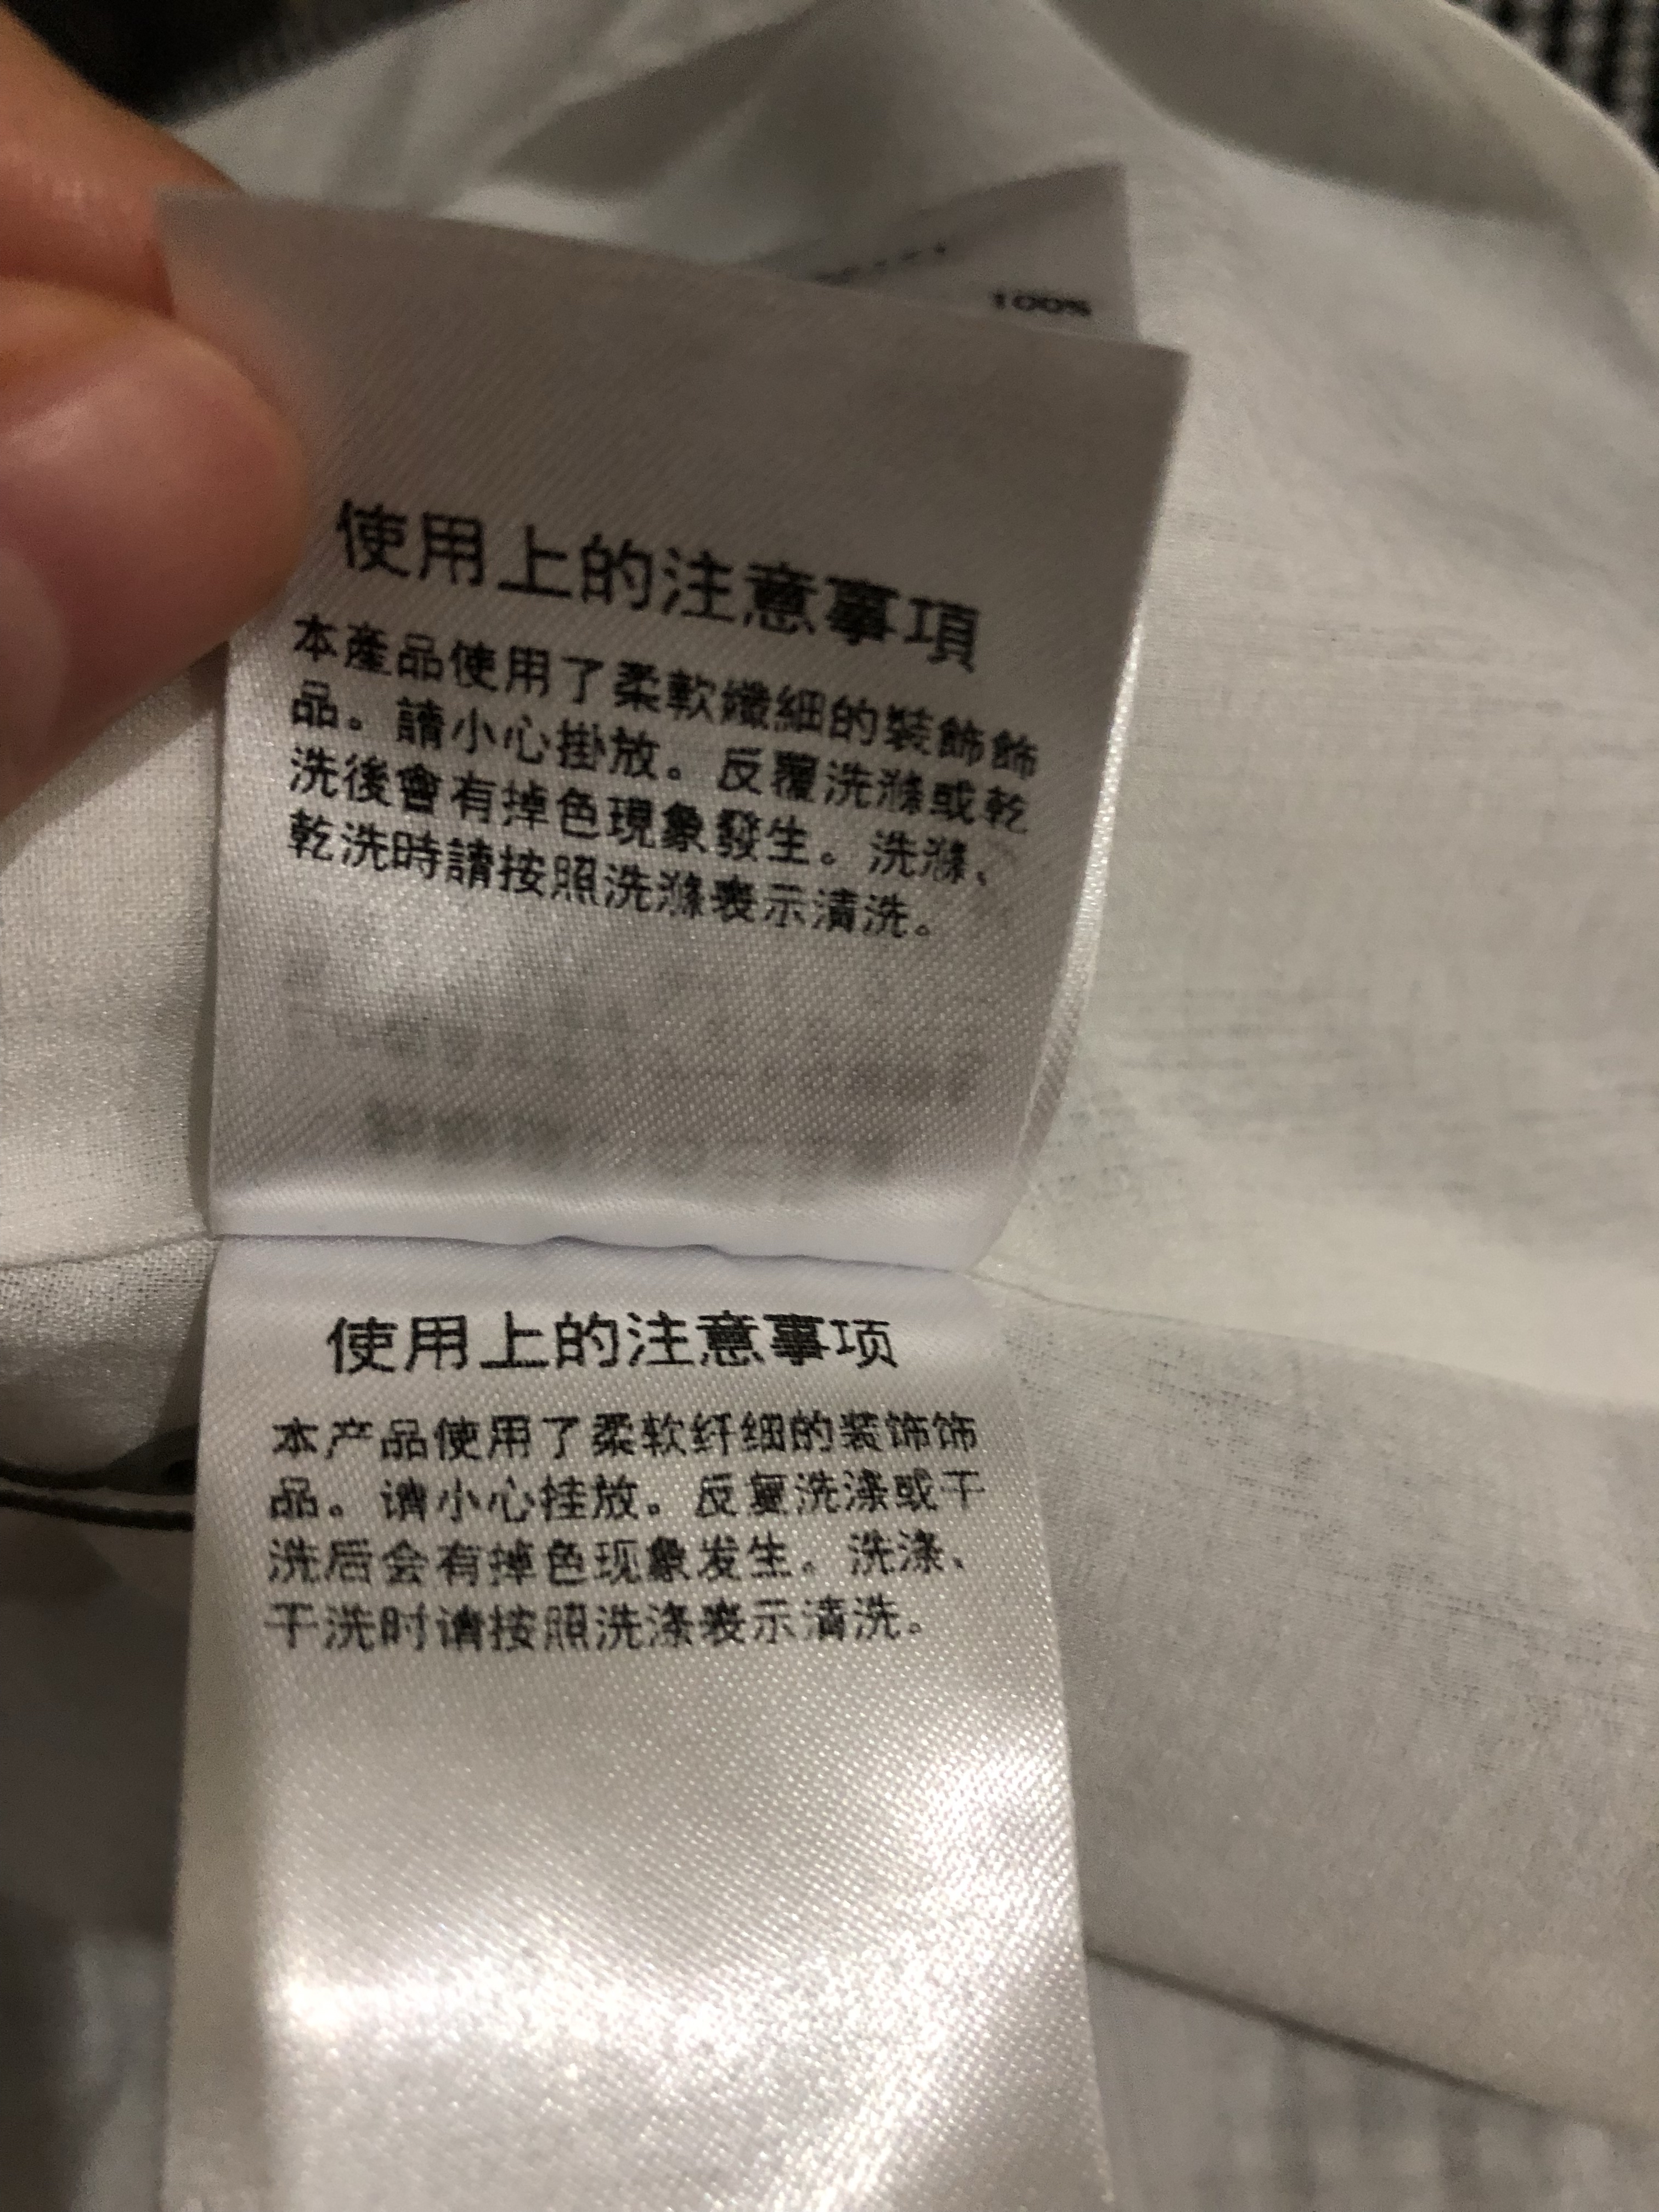 100%
使用上的注意事項
本產品使用了柔軟纖細的裝飾飾
品。請小心掛放。反覆洗滌或乾
洗後會有掉色現象發生。洗滌、
乾洗時請按照洗滌表示清洗。
使用上的注意事项
本产品使用了柔软纤细的装饰饰
品。请小心挂放。反复洗涤或干
洗后会有掉色现象发生。洗涤、
干洗时请按照洗涤表示清洗。